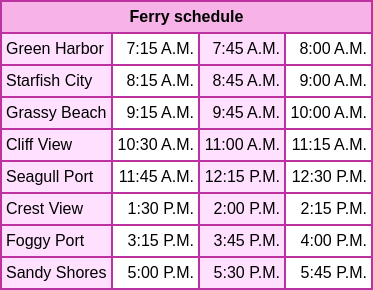 Ferry schedule
Green Harbor 7:15 A.M. 7:45 A.M. 8:00 A.M.
Starfish City 8:15 A.M. 8:45 A.M. 9:00 A.M.
Grassy Beach 9:15 A.M. 9:45 A.M. 10:00 A.M.
Cliff View 10:30 A.M. 11:00 A.M. 11:15 A.M.
Seagull Port 11:45 A.M. 12:15 P.M. 12:30 P.M.
Crest View 1:30 P.M. 2:00 P.M. 2:15 P.M.
Foggy Port 3:15 P.M. 3:45 P.M. 4:00 P.M.
Sandy Shores 5:00 P.M. 5:30 P.M. 5:45 P.M.